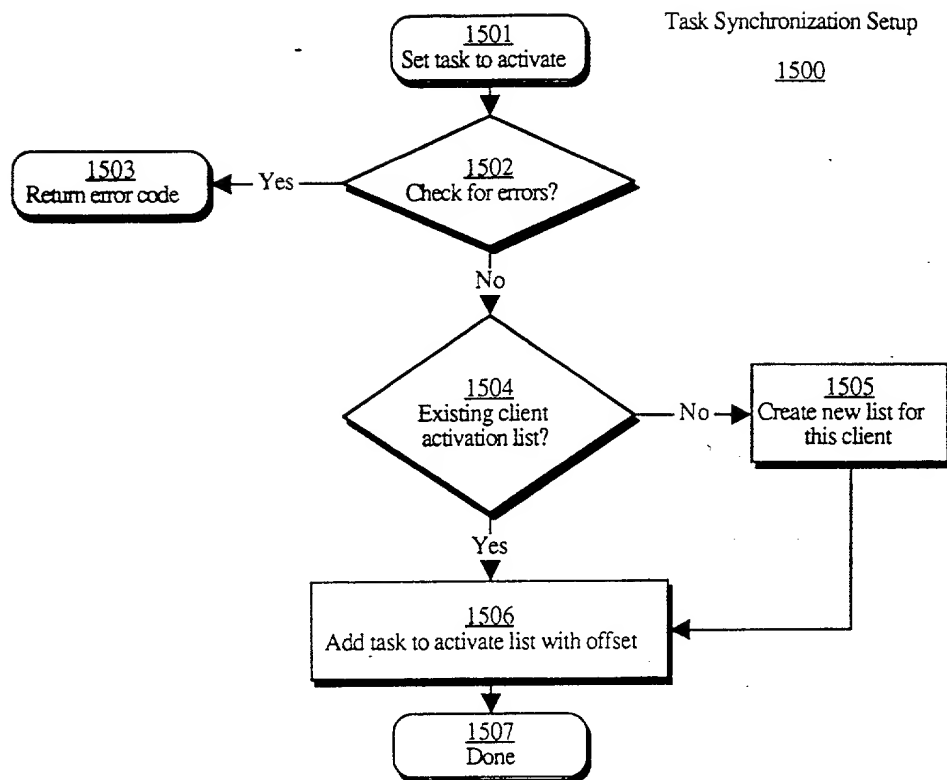 Task Synchronization Setup
1500
1501
Set task to activate
1502
Check for errors?
Yes
1503
Return error code
No
1504
Existing client
activation list?
No
1505
Create new list for
this client
Yes
1506
Add task to activate list with offset
1507
Done